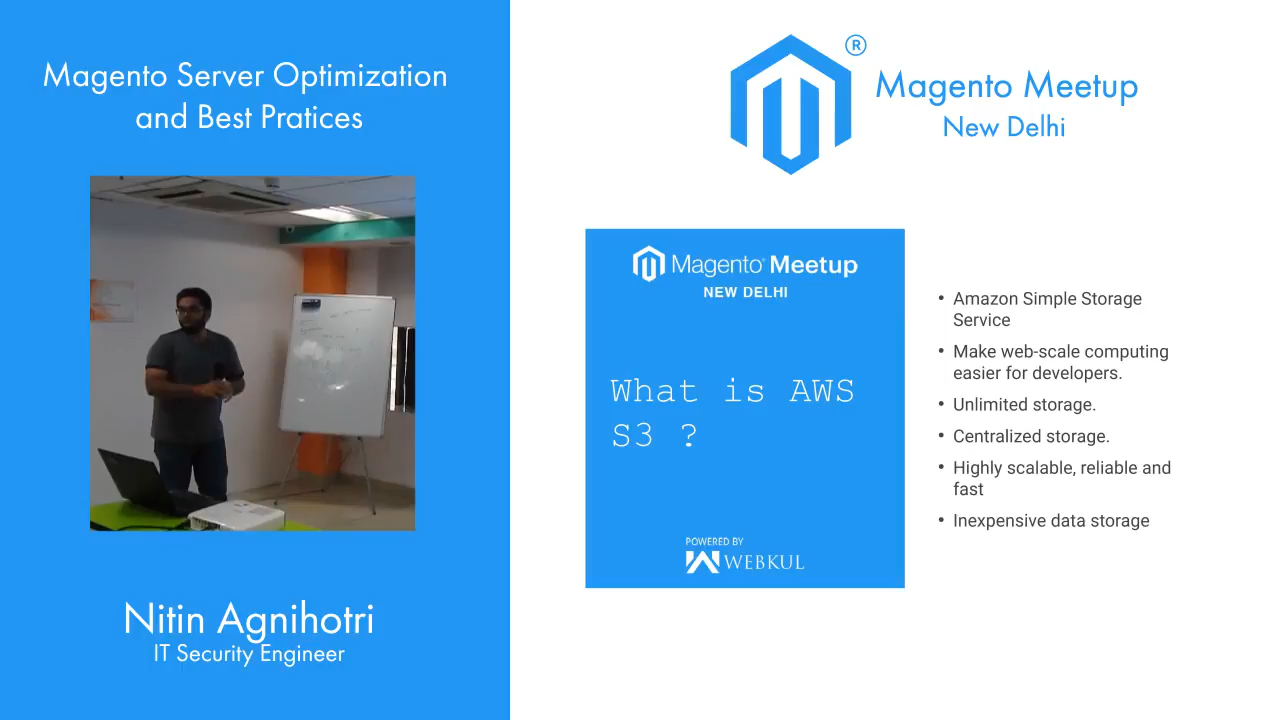 Magento Server Optimization
and Best Pratices
Nitin Agnihotri
IT Security Engineer
®
Magento Meetup
New Delhi
Magento® Meetup
NEW DELHI
What is AWS
S3 ?
POWERED BY
WEBKUL
• Amazon Simple Storage
Service
• Make web-scale computing
easier for developers.
• Unlimited storage.
• Centralized storage.
• Highly scalable, reliable and
fast
• Inexpensive data storage